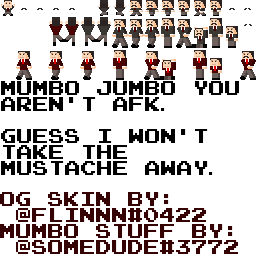 MUMBO JUMBO YOU
AREN'T AFK.
GUESS I WON'T
TAKE THE
MUSTACHE AWAY.
OG SKIN BY:
@FLINNN#0422
MUMBO STUFF BY:
@SOMEDUDE#3772